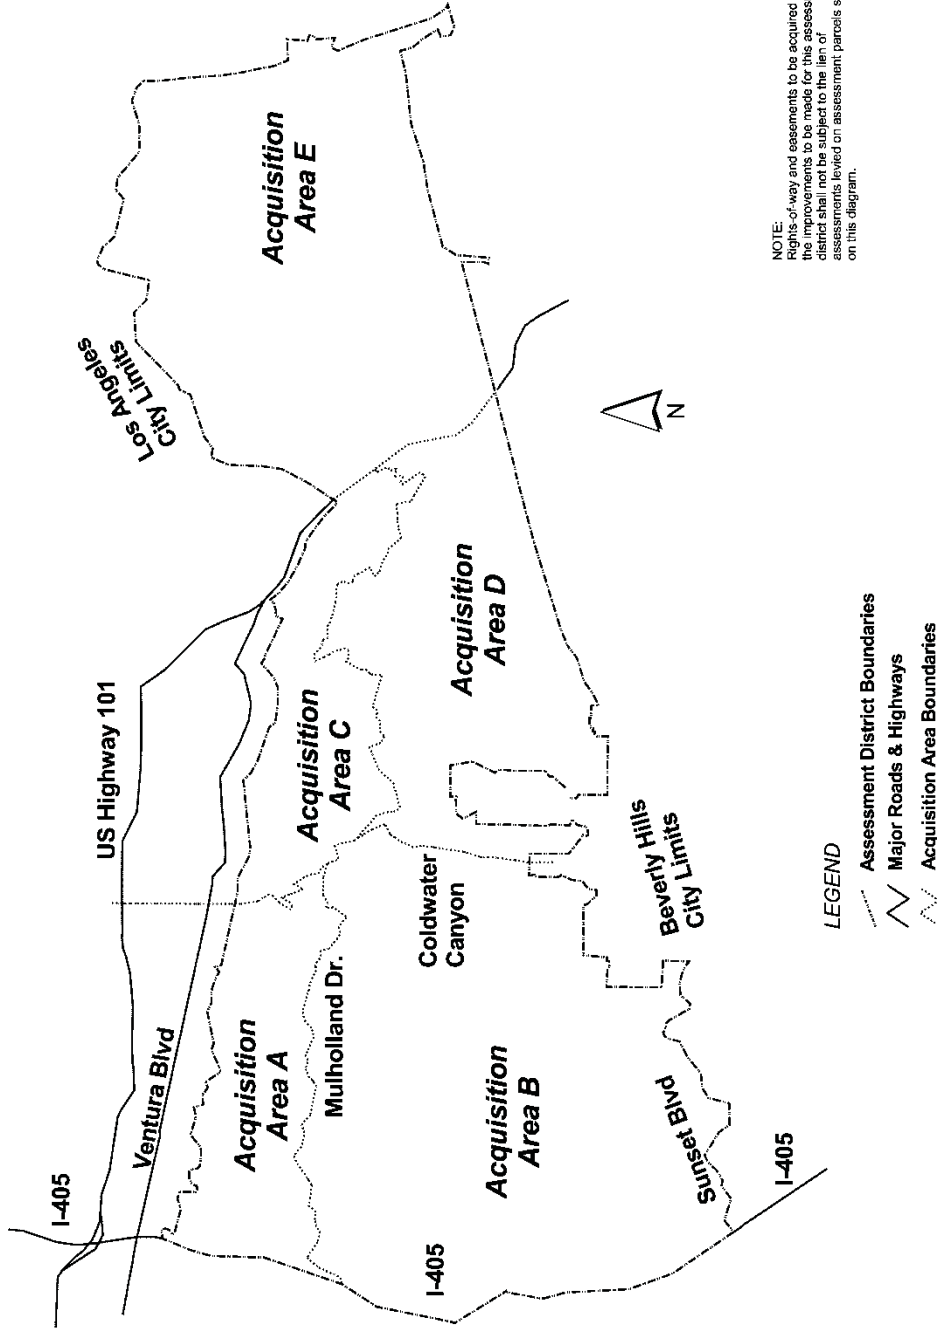 US Highway 101
Los Angeles
City Limits
I-405
Ventura Blvd
Acquisition
Area A
Acquisition
Area C
Acquisition
Area E
Mulholland Dr.
Coldwater
Canyon
Acquisition
Area D
I-405
Acquisition
Area B
N
Beverly Hills
City Limits
Sunset Blvd
I-405
LEGEND
Assessment District Boundaries
Major Roads & Highways
Acquisition Area Boundaries
NOTE:
Rights-of-way and easements to be acquired
the improvements to be made for this assess
district shall not be subject to the lien of
assessments levied on assessment parcels s
on this diagram.